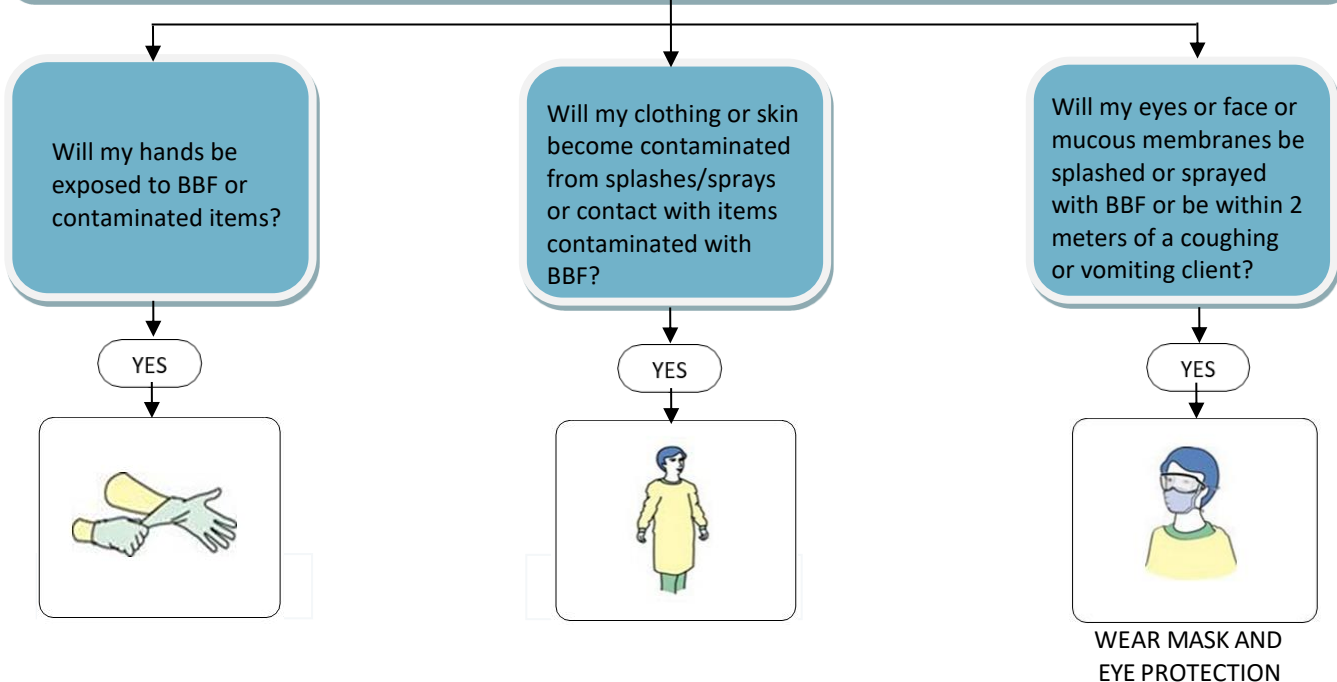 Will my hands be
exposed to BBF or
contaminated items?
Will my clothing or skin
become contaminated
from splashes/sprays
or contact with items
contaminated with
BBF?
Will my eyes or face or
mucous membranes be
splashed or sprayed
with BBF or be within 2
meters of a coughing
or vomiting client?
YES
YES
YES
WEAR MASK AND
EYE PROTECTION